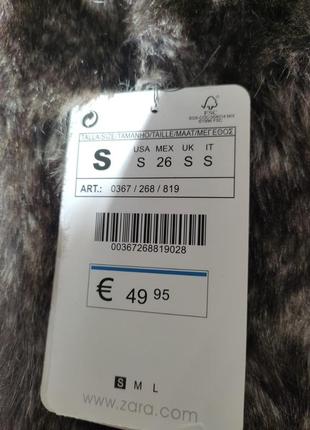 FSC
TALLA/SIZE/TAMANHO/TAILLE/MAAT/ΜΕΓΕΘΟΣ
S
USA MEX UK IT
S 26 S S
ART.: 0367 / 268 / 819
00367268819028
€ 49 95
S M L
www.zara.com